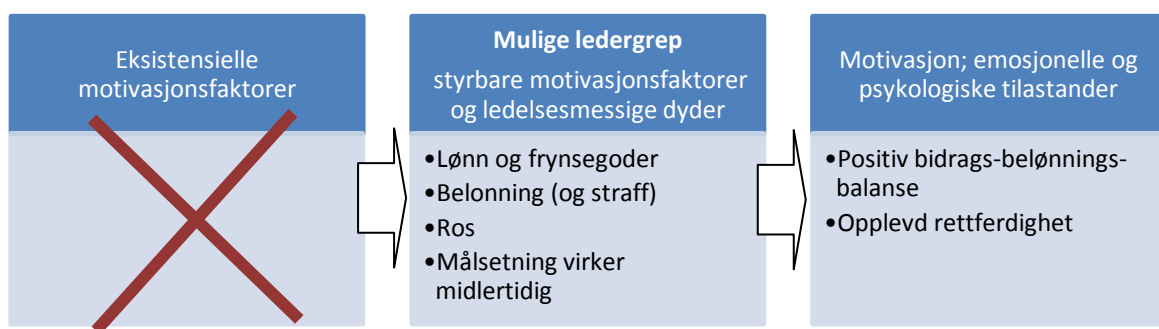 Eksistensielle
motivasjonsfaktorer
Mulige ledergrep
styrbare motivasjonsfaktorer
og ledelsesmessige dyder
•Lønn og frynsegoder
•Belonning (og straff)
•Ros
•Målsetning virker
midlertidig
Motivasjon; emosjonelle og
psykologiske tilastander
•Positiv bidrags-belønnings-
balanse
•Opplevd rettferdighet